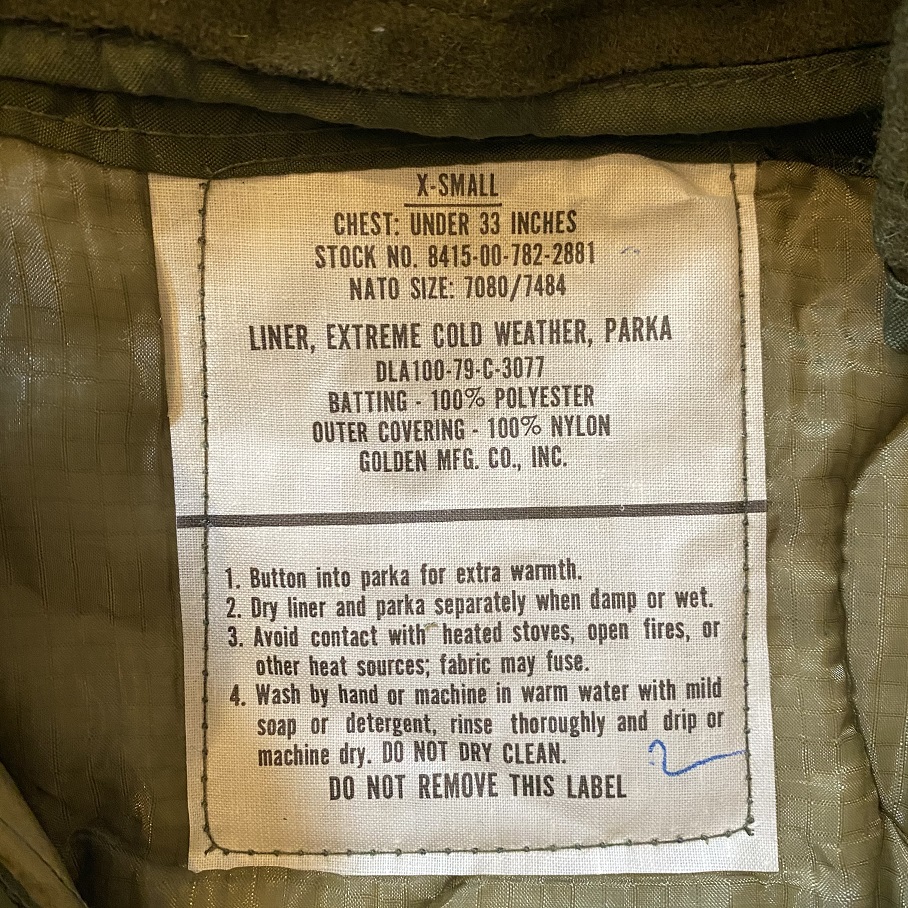 X-SMALL
CHEST: UNDER 33 INCHES
STOCK NO. 8415-00-782-2881
NATO SIZE: 7080/7484
LINER, EXTREME COLD WEATHER, PARKA
DLA100-79-C-3077
BATTING - 100% POLYESTER
OUTER COVERING - 100% NYLON
GOLDEN MFG. CO., INC.
1. Button into parka for extra warmth.
2. Dry liner and parka separately when damp or wet.
3. Avoid contact with heated stoves, open fires, or
other heat sources; fabric may fuse.
4. Wash by hand or machine in warm water with mild
soap or detergent, rinse thoroughly and drip or
machine dry. DO NOT DRY CLEAN.
2
DO NOT REMOVE THIS LABEL